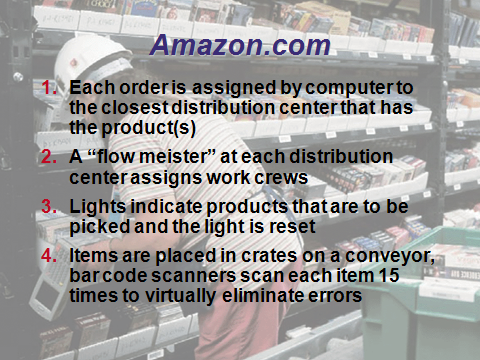 Amazon.com
1. Each order is assigned by computer to
the closest distribution center that has
the product(s)
2. A “flow meister” at each distribution
center assigns work crews
3. Lights indicate products that are to be
picked and the light is reset
4. Items are placed in crates on a conveyor,
bar code scanners scan each item 15
times to virtually eliminate errors